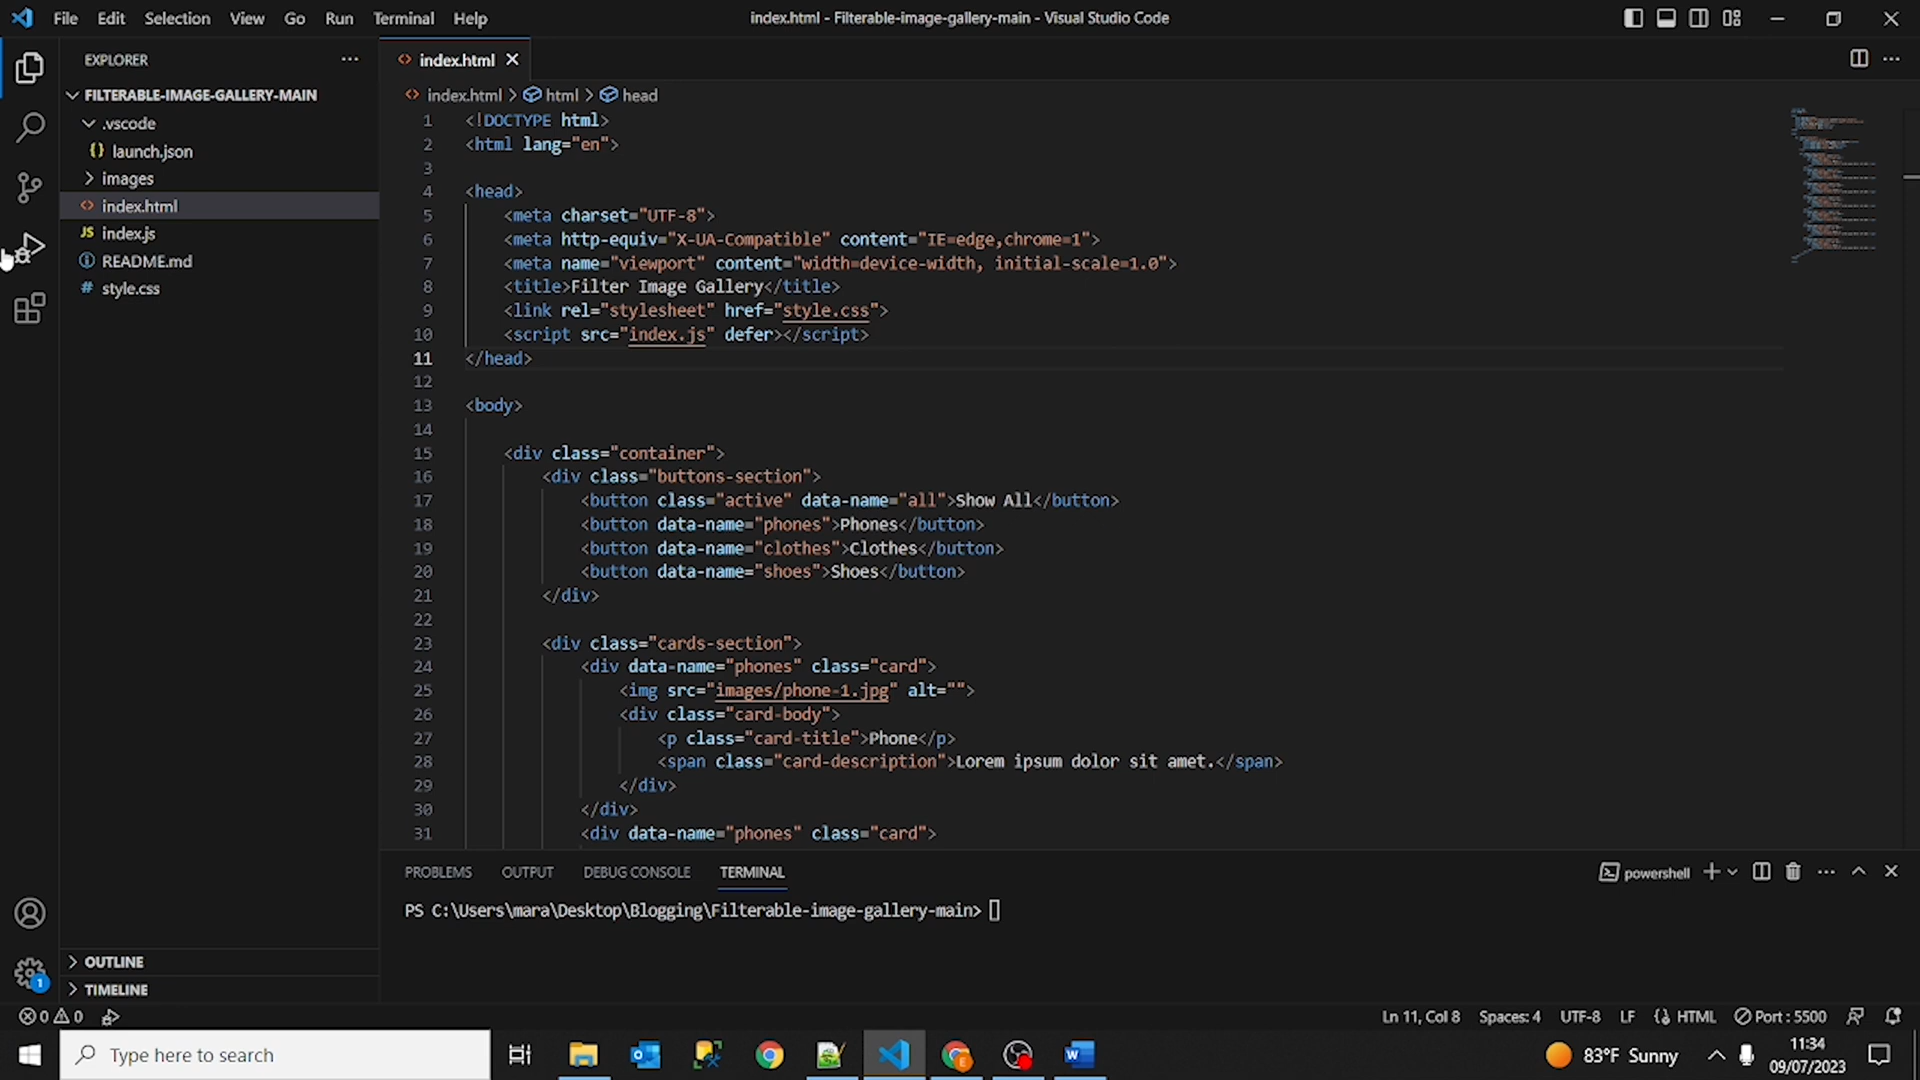 File Edit Selection View Go Run Terminal Help
index.html - Filterable-image-gallery-main - Visual Studio Code
EXPLORER
FILTERABLE-IMAGE-GALLERY-MAIN
.vscode
{} launch.json
images
<> index.html
JS index.js
README.md
# style.css
OUTLINE
TIMELINE
<> index.html
<> index.html > html > head
1 <!DOCTYPE html>
2 <html lang="en">
3
4 <head>
5 <meta charset="UTF-8">
6 <meta http-equiv="X-UA-Compatible" content="IE=edge,chrome=1">
7 <meta name="viewport" content="width=device-width, initial-scale=1.0">
8 <title>Filter Image Gallery</title>
9 <link rel="stylesheet" href="style.css">
10 <script src="index.js" defer></script>
11 </head>
12
13 <body>
14
15 <div class="container">
16 <div class="buttons-section">
17 <button class="active" data-name="all">Show All</button>
18 <button data-name="phones">Phones</button>
19 <button data-name="clothes">Clothes</button>
20 <button data-name="shoes">Shoes</button>
21 </div>
22
23 <div class="cards-section">
24 <div data-name="phones" class="card">
25 <img src="images/phone-1.jpg" alt="">
26 <div class="card-body">
27 <p class="card-title">Phone</p>
28 <span class="card-description">Lorem ipsum dolor sit amet.</span>
29 </div>
30 </div>
31 <div data-name="phones" class="card">
PROBLEMS OUTPUT DEBUG CONSOLE TERMINAL
powershell
PS C:\Users\mara\Desktop\Blogging\Filterable-image-gallery-main>
1
0 0
Ln 11, Col 8 Spaces: 4 UTF-8 LF HTML Port : 5500
Type here to search
83°F Sunny
11:34
09/07/2023